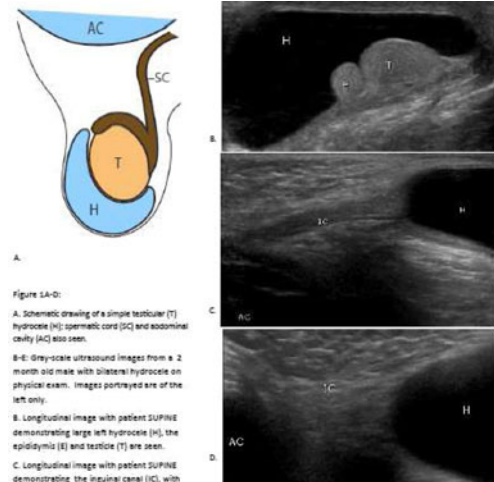 AC
SC
T
H
A.
Figure 1A-D:
A. Schematic drawing of a simple testicular (T)
hydrocele (H); spermatic cord (SC) and abdominal
cavity (AC) also seen.
B-E: Gray-scale ultrasound images from a 2
month old male with bilateral hydrocele on
physical exam. Images portrayed are of the
left only.
B. Longitudinal image with patient SUPINE
demonstrating large left hydrocele (H), the
epididymis (E) and testicle (T) are seen.
C. Longitudinal image with patient SUPINE
demonstrating the inguinal canal (IC), with
H
T
E
B.
IC
H
AC
C.
IC
H
AC
D.